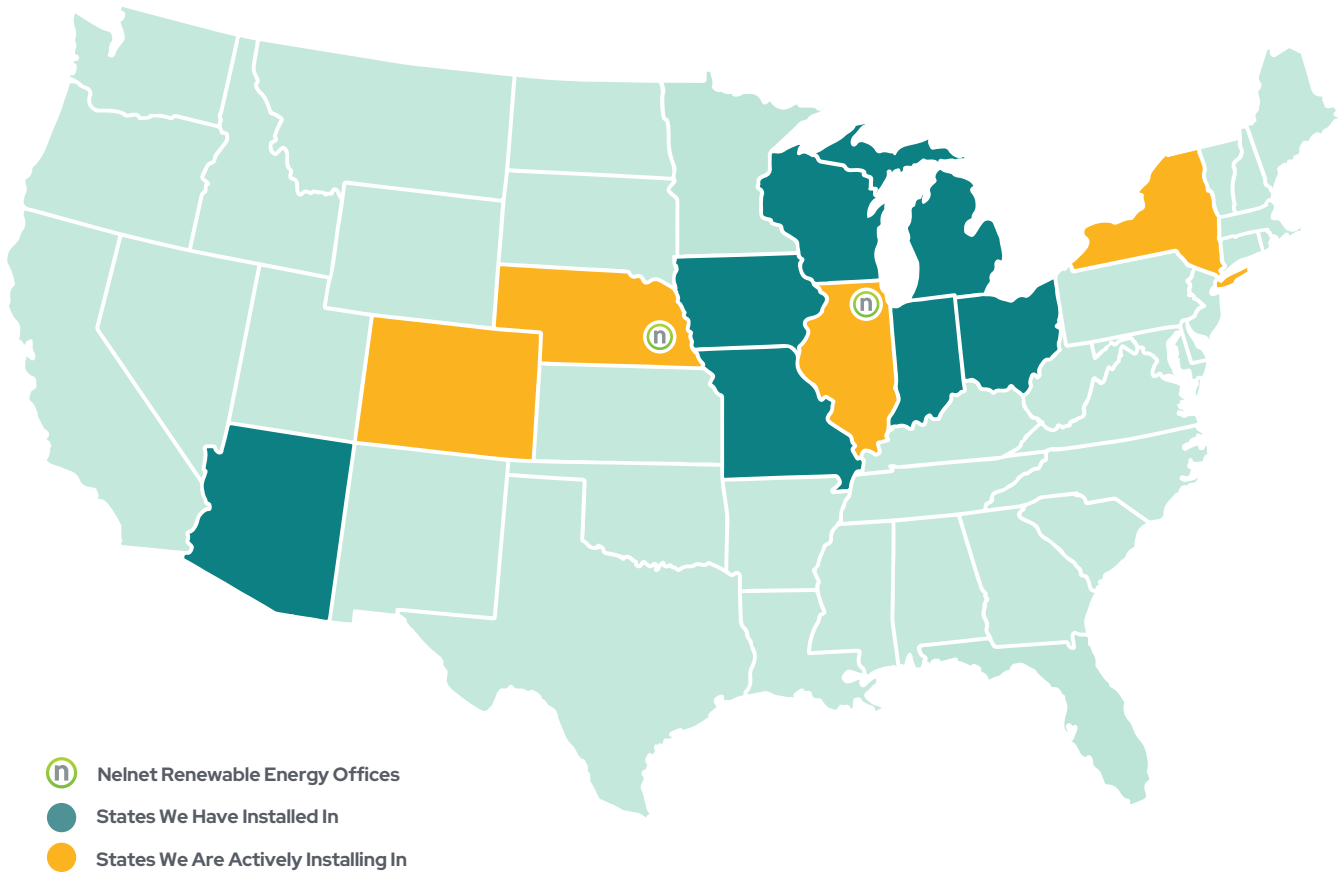 n
n
n Nelnet Renewable Energy Offices
States We Have Installed In
States We Are Actively Installing In